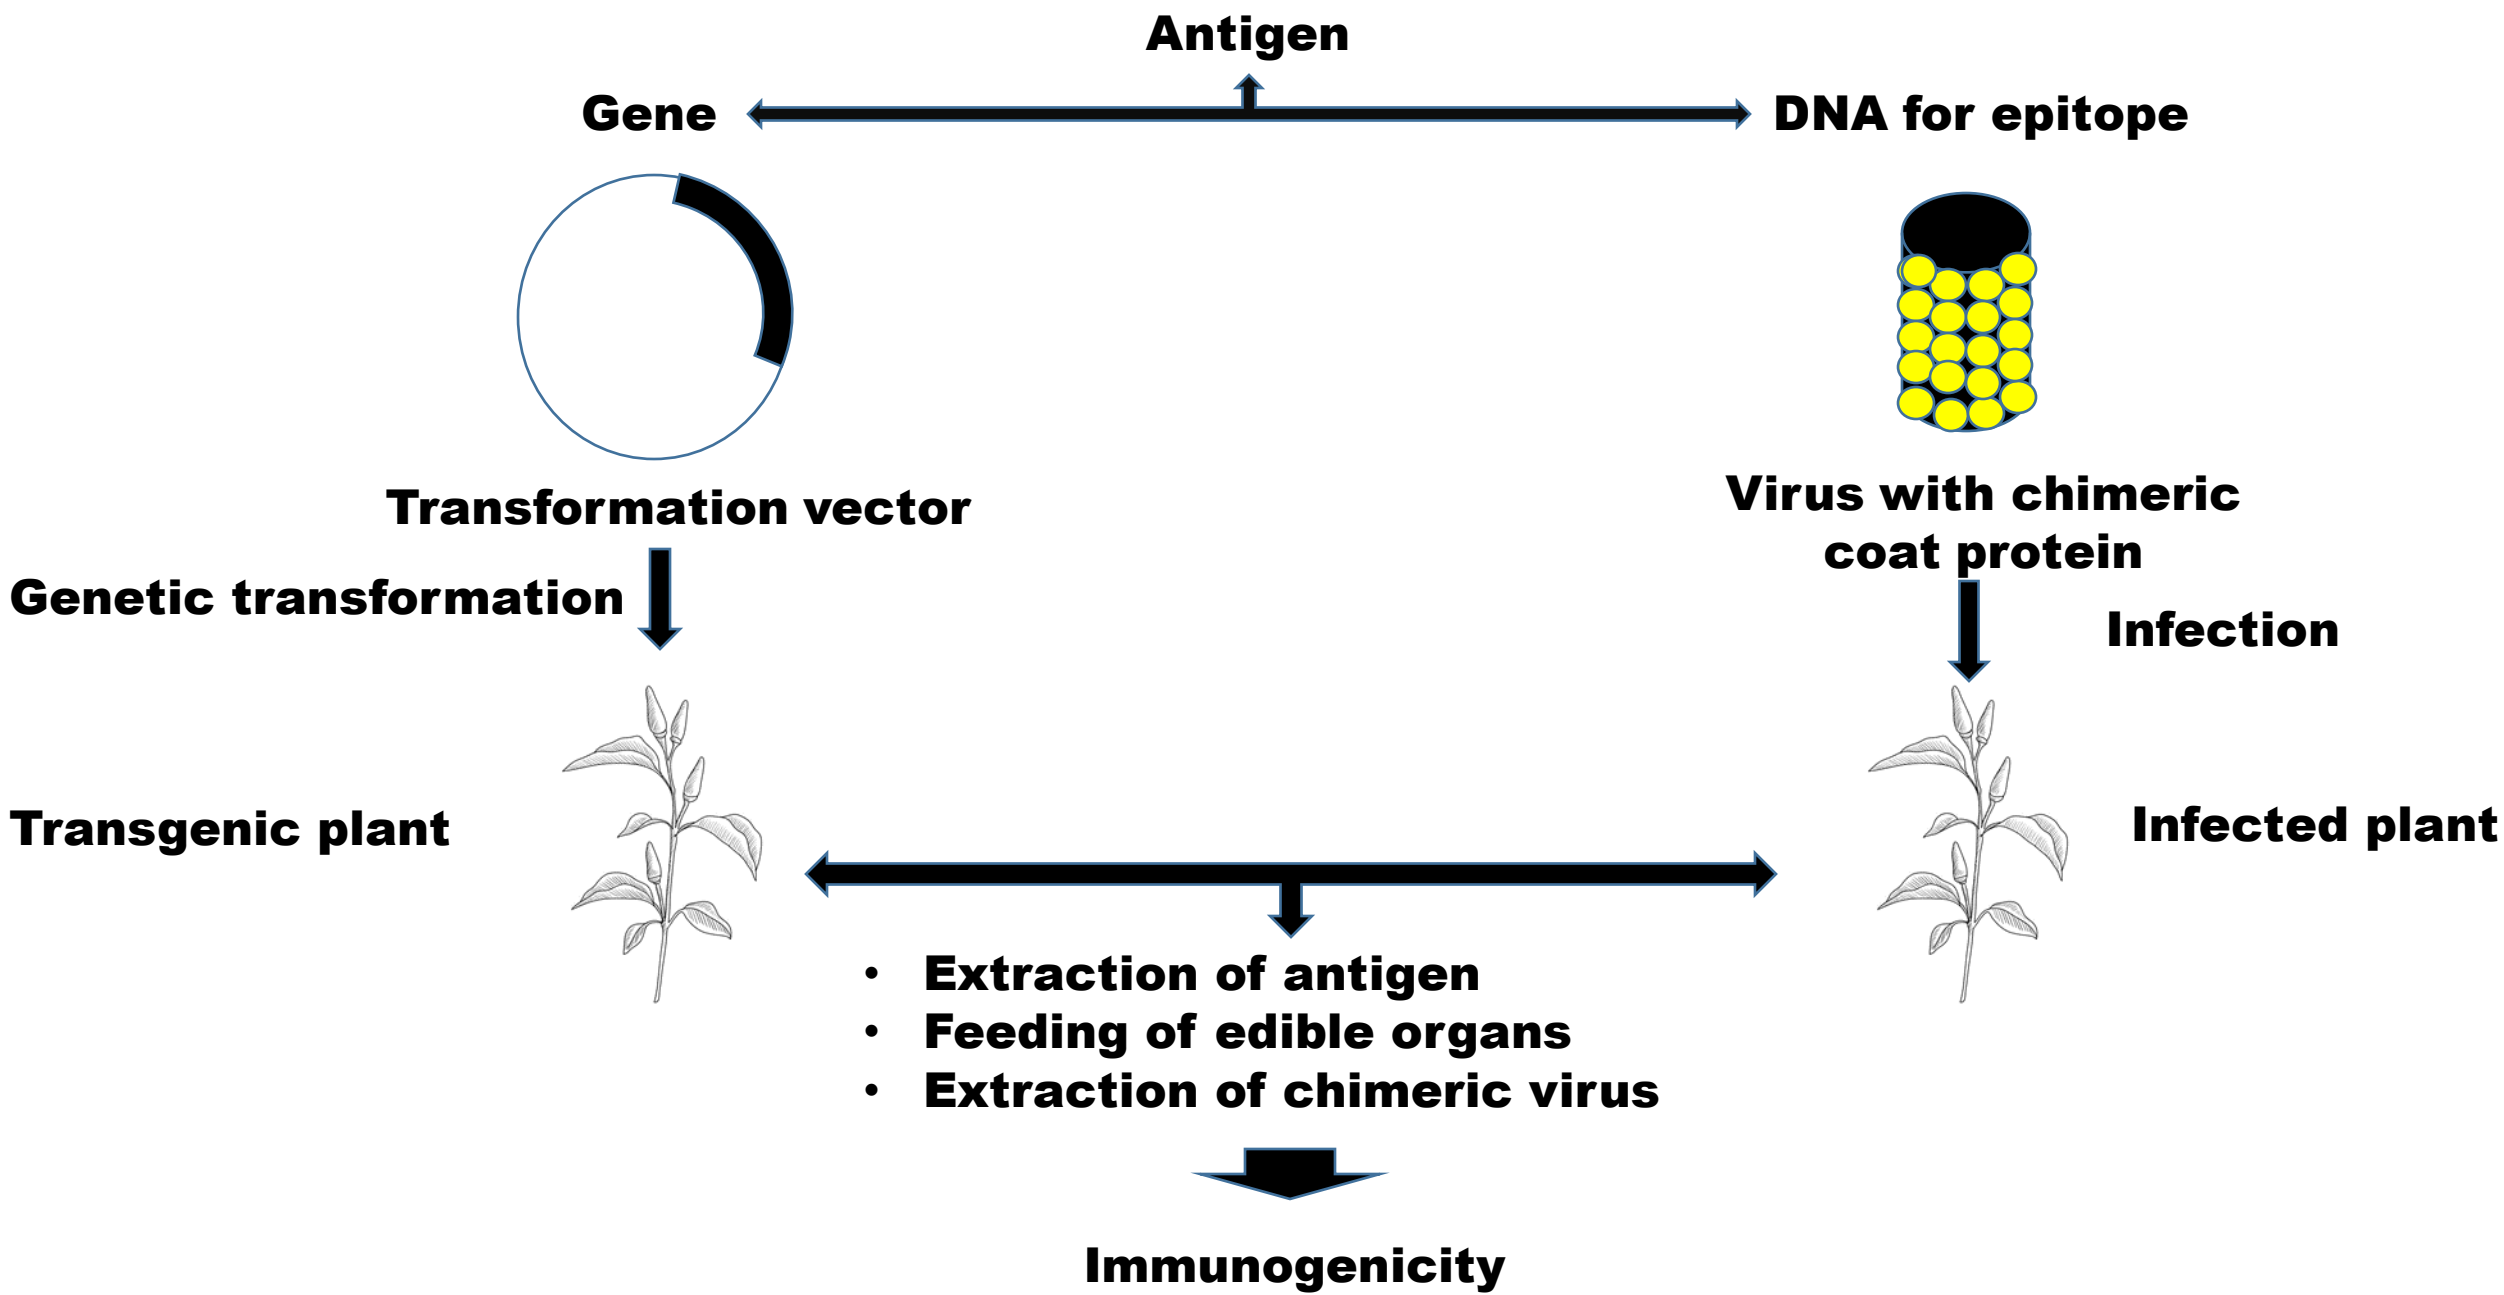 Antigen
Gene
DNA for epitope
Transformation vector
Virus with chimeric
coat protein
Genetic transformation
Infection
Transgenic plant
Infected plant
• Extraction of antigen
• Feeding of edible organs
• Extraction of chimeric virus
Immunogenicity